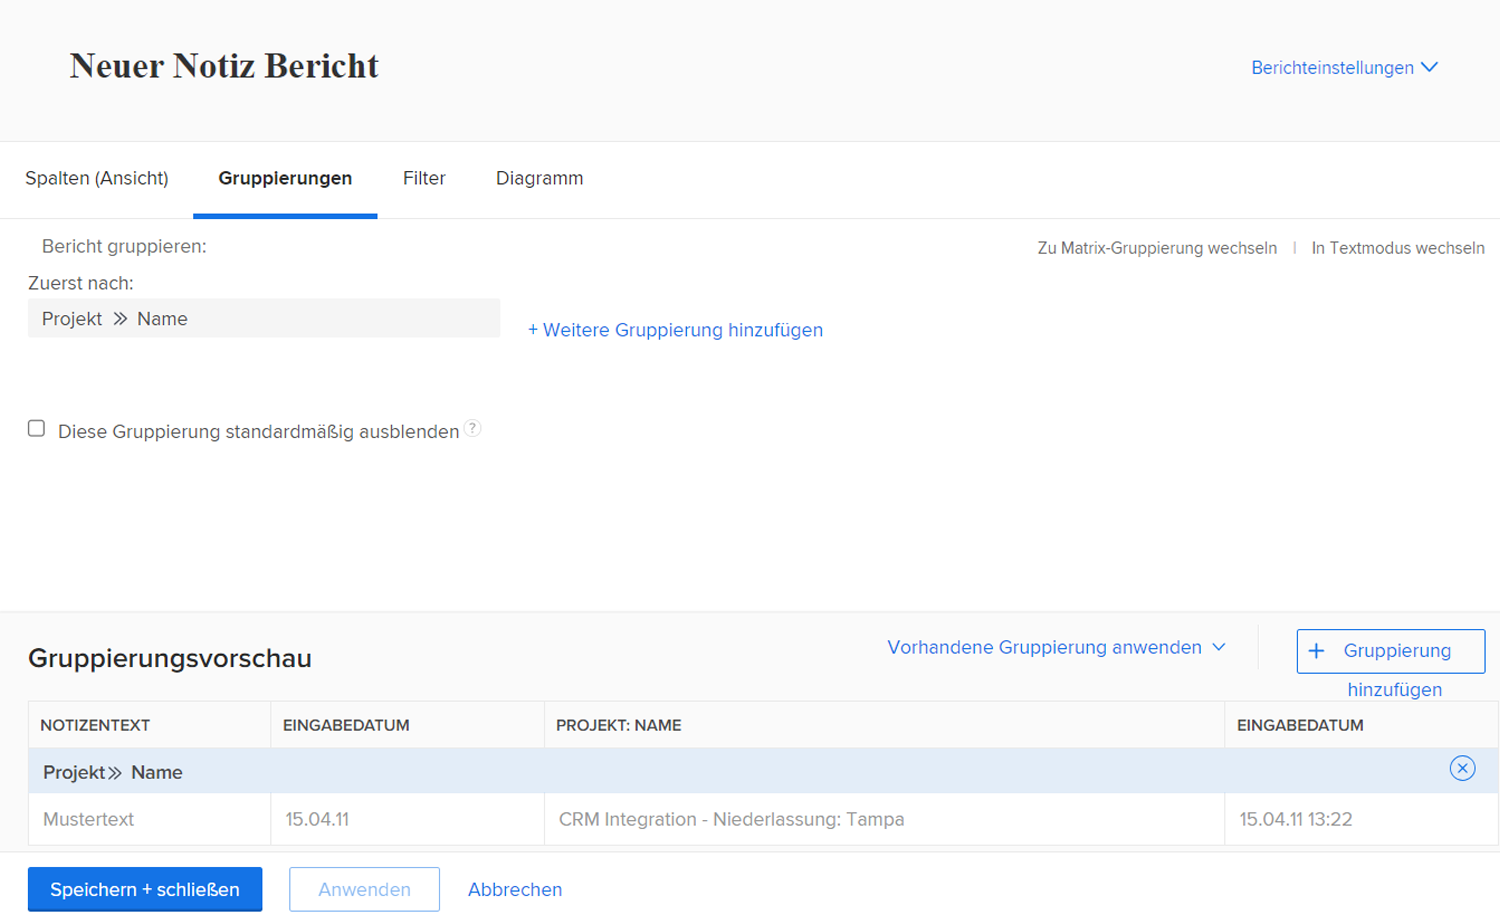 Neuer Notiz Bericht
Berichteinstellungen
Spalten (Ansicht) Gruppierungen Filter Diagramm
Bericht gruppieren:
Zu Matrix-Gruppierung wechseln | In Textmodus wechseln
Zuerst nach:
Projekt » Name
+ Weitere Gruppierung hinzufügen
Diese Gruppierung standardmäßig ausblenden ?
Gruppierungsvorschau
Vorhandene Gruppierung anwenden
+ Gruppierung
hinzufügen
NOTIZENTEXT EINGABEDATUM PROJEKT: NAME EINGABEDATUM
Projekt» Name
Mustertext 15.04.11 CRM Integration - Niederlassung: Tampa 15.04.11 13:22
Speichern + schließen Anwenden Abbrechen